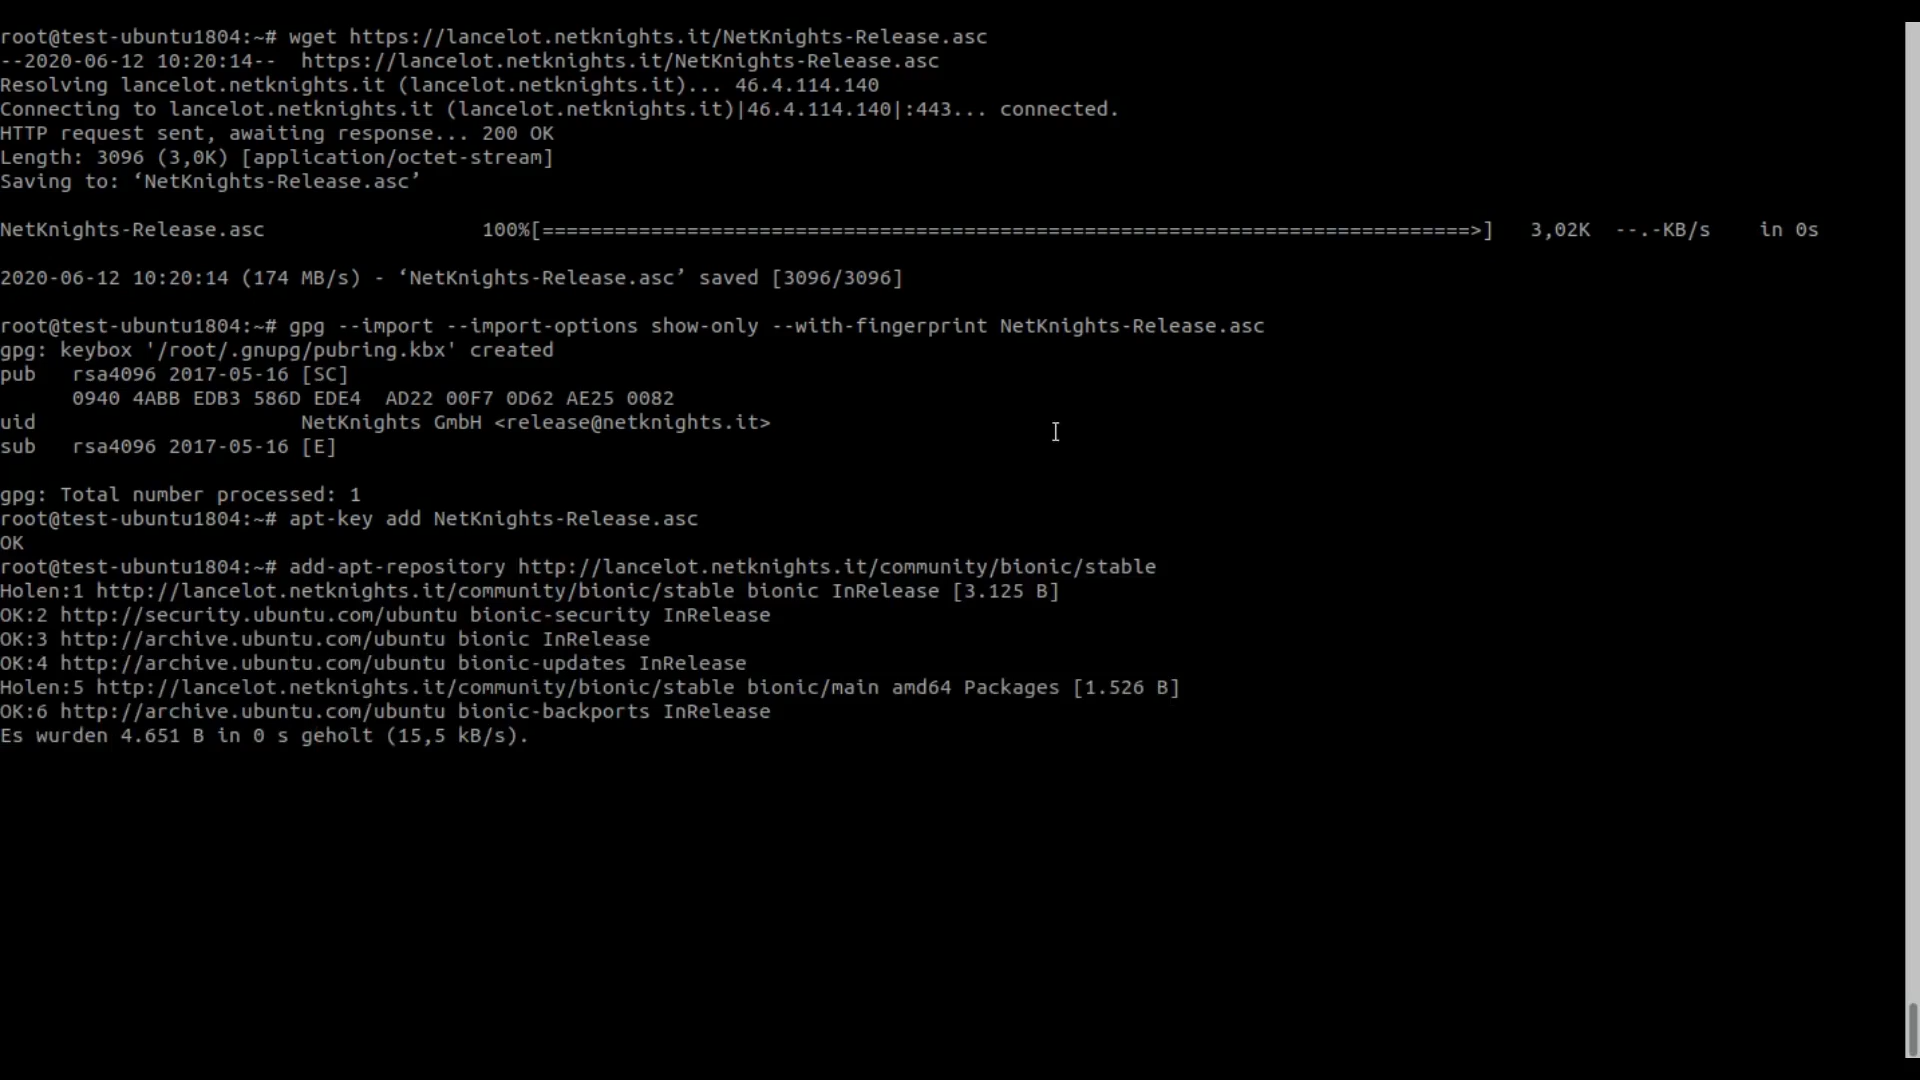 root@test-ubuntu1804:~# wget https://lancelot.netknights.it/NetKnights-Release.asc
--2020-06-12 10:20:14--  https://lancelot.netknights.it/NetKnights-Release.asc
Resolving lancelot.netknights.it (lancelot.netknights.it)... 46.4.114.140
Connecting to lancelot.netknights.it (lancelot.netknights.it)|46.4.114.140|:443... connected.
HTTP request sent, awaiting response... 200 OK
Length: 3096 (3,0K) [application/octet-stream]
Saving to: ‘NetKnights-Release.asc’
NetKnights-Release.asc                  100%[=============================================================================>]   3,02K  --.-KB/s    in 0s
2020-06-12 10:20:14 (174 MB/s) - ‘NetKnights-Release.asc’ saved [3096/3096]
root@test-ubuntu1804:~# gpg --import --import-options show-only --with-fingerprint NetKnights-Release.asc
gpg: keybox '/root/.gnupg/pubring.kbx' created
pub   rsa4096 2017-05-16 [SC]
      0940 4ABB EDB3 586D EDE4  AD22 00F7 0D62 AE25 0082
uid                      NetKnights GmbH <release@netknights.it>
sub   rsa4096 2017-05-16 [E]
gpg: Total number processed: 1
root@test-ubuntu1804:~# apt-key add NetKnights-Release.asc
OK
root@test-ubuntu1804:~# add-apt-repository http://lancelot.netknights.it/community/bionic/stable
Holen:1 http://lancelot.netknights.it/community/bionic/stable bionic InRelease [3.125 B]
OK:2 http://security.ubuntu.com/ubuntu bionic-security InRelease
OK:3 http://archive.ubuntu.com/ubuntu bionic InRelease
OK:4 http://archive.ubuntu.com/ubuntu bionic-updates InRelease
Holen:5 http://lancelot.netknights.it/community/bionic/stable bionic/main amd64 Packages [1.526 B]
OK:6 http://archive.ubuntu.com/ubuntu bionic-backports InRelease
Es wurden 4.651 B in 0 s geholt (15,5 kB/s).